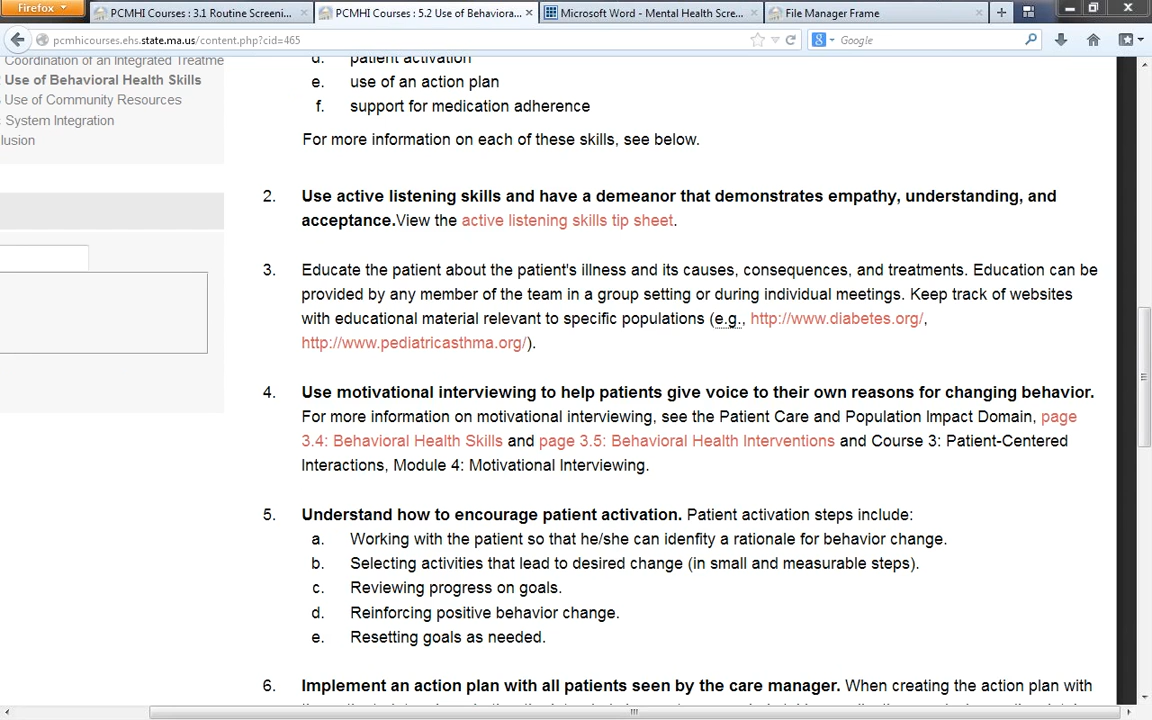 Firefox
PCMHI Courses : 3.1 Routine Screeni...
PCMHI Courses : 5.2 Use of Behaviora...
Microsoft Word - Mental Health Scre...
File Manager Frame
pcmhicourses.ehs.state.ma.us/content.php?cid=465
Google
Coordination of an Integrated Treatme
Use of Behavioral Health Skills
Use of Community Resources
System Integration
lusion
d. patient activation
e. use of an action plan
f. support for medication adherence
For more information on each of these skills, see below.
2. Use active listening skills and have a demeanor that demonstrates empathy, understanding, and
acceptance.View the active listening skills tip sheet.
3. Educate the patient about the patient's illness and its causes, consequences, and treatments. Education can be
provided by any member of the team in a group setting or during individual meetings. Keep track of websites
with educational material relevant to specific populations (e.g., http://www.diabetes.org/,
http://www.pediatricasthma.org/).
4. Use motivational interviewing to help patients give voice to their own reasons for changing behavior.
For more information on motivational interviewing, see the Patient Care and Population Impact Domain, page
3.4: Behavioral Health Skills and page 3.5: Behavioral Health Interventions and Course 3: Patient-Centered
Interactions, Module 4: Motivational Interviewing.
5. Understand how to encourage patient activation. Patient activation steps include:
a. Working with the patient so that he/she can idenfity a rationale for behavior change.
b. Selecting activities that lead to desired change (in small and measurable steps).
c. Reviewing progress on goals.
d. Reinforcing positive behavior change.
e. Resetting goals as needed.
6. Implement an action plan with all patients seen by the care manager. When creating the action plan with